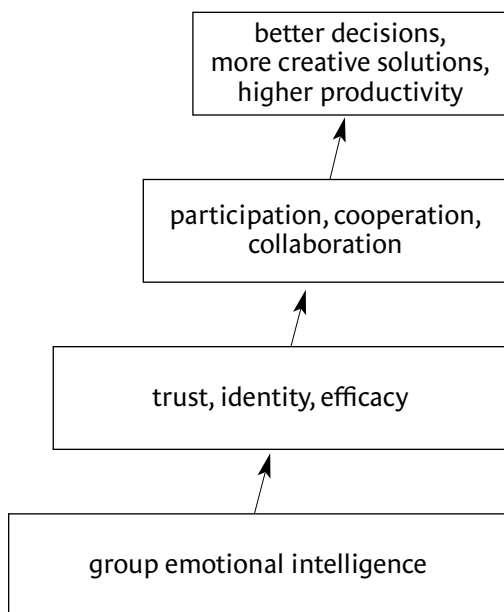 better decisions,
more creative solutions,
higher productivity
participation, cooperation,
collaboration
trust, identity, efficacy
group emotional intelligence